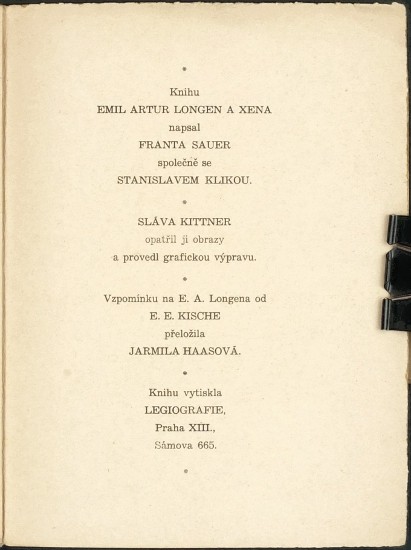 *
Knihu
EMIL ARTUR LONGEN A XENA
napsal
FRANTA SAUER
společně se
STANISLAVEM KLIKOU.
*
SLÁVA KITTNER
opatřil ji obrazy
a provedl grafickou výpravu.
*
Vzpomínku na E. A. Longena od
E. E. KISCHE
přeložila
JARMILA HAASOVÁ.
*
Knihu vytiskla
LEGIOGRAFIE,
Praha XIII.,
Sámova 665.
*